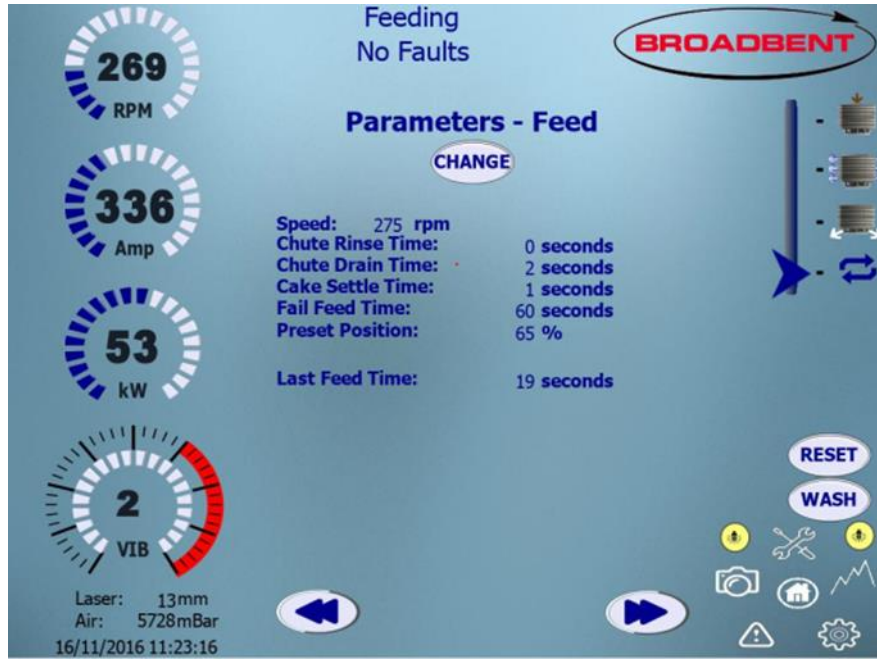 Feeding
No Faults
BROADBENT
269
RPM
Parameters - Feed
CHANGE
336
Amp
Speed: 275 rpm
Chute Rinse Time: 0 seconds
Chute Drain Time: 2 seconds
Cake Settle Time: 1 seconds
Fail Feed Time: 60 seconds
Preset Position: 65 %
Last Feed Time: 19 seconds
53
kW
2
VIB
RESET
WASH
Laser: 13mm
Air: 5728mBar
16/11/2016 11:23:16